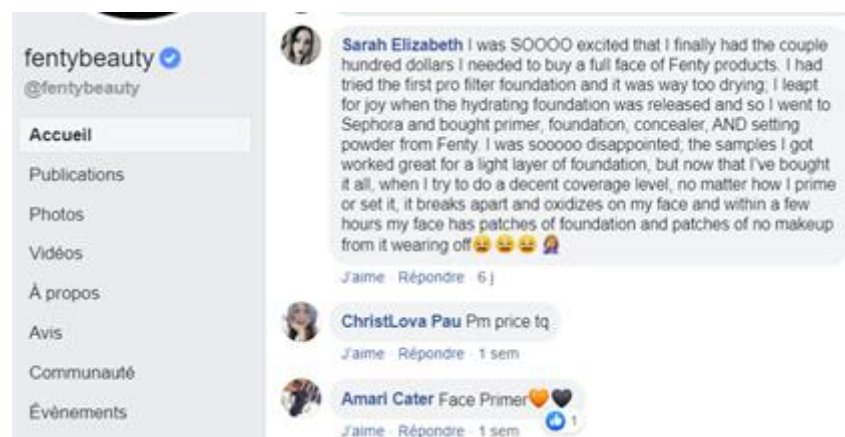 fentybeauty
@fentybeauty
Accueil
Publications
Photos
Vidéos
À propos
Avis
Communauté
Évènements
Sarah Elizabeth I was SOOOO excited that I finally had the couple
hundred dollars I needed to buy a full face of Fenty products. I had
tried the first pro filter foundation and it was way too drying; I leapt
for joy when the hydrating foundation was released and so I went to
Sephora and bought primer, foundation, concealer, AND setting
powder from Fenty. I was sooooo disappointed; the samples I got
worked great for a light layer of foundation, but now that I've bought
it all, when I try to do a decent coverage level, no matter how I prime
or set it, it breaks apart and oxidizes on my face and within a few
hours my face has patches of foundation and patches of no makeup
from it wearing off😫😫😫🤦‍♀️
J'aime · Répondre · 6 j
ChristLova Pau Pm price tq
J'aime · Répondre · 1 sem
Amari Cater Face Primer🧡🖤
1
J'aime · Répondre · 1 sem